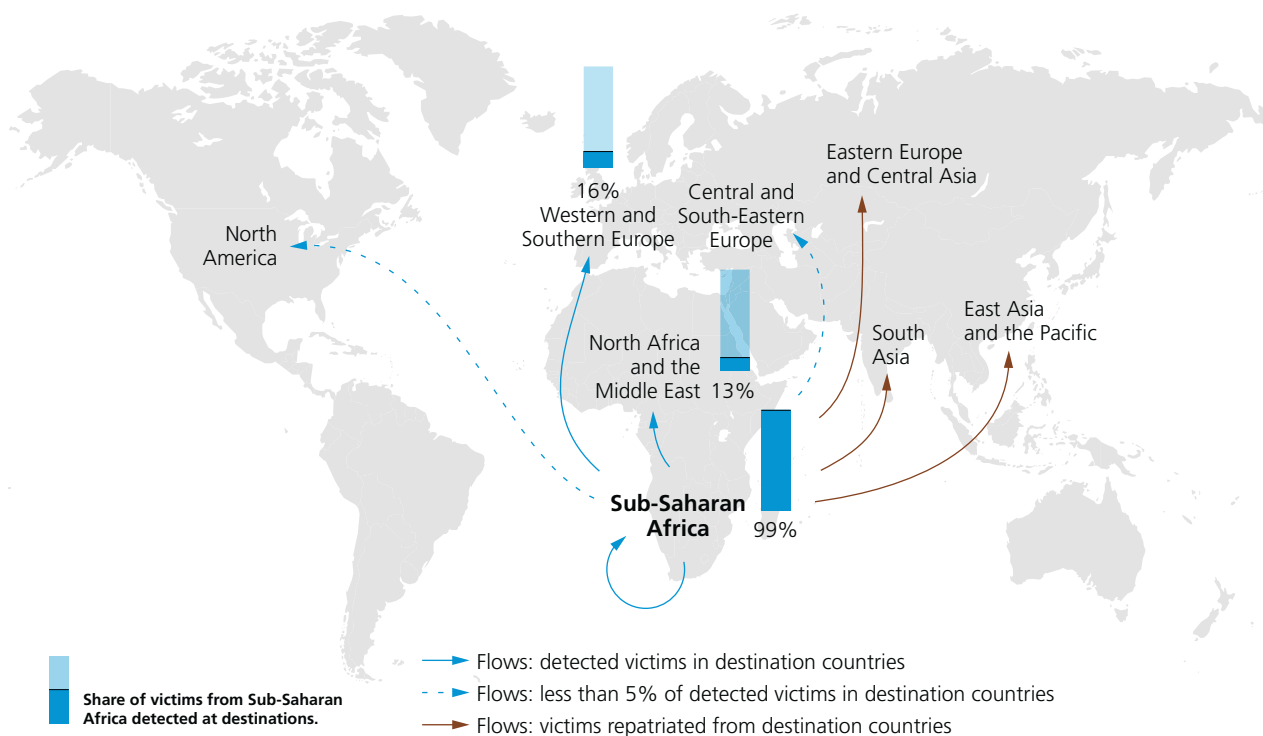 16%
Western and
Southern Europe
Central and
South-Eastern
Europe
Eastern Europe
and Central Asia
North
America
North Africa
and the
Middle East
13%
South
Asia
East Asia
and the Pacific
Sub-Saharan
Africa
99%
Share of victims from Sub-Saharan
Africa detected at destinations.
Flows: detected victims in destination countries
Flows: less than 5% of detected victims in destination countries
Flows: victims repatriated from destination countries